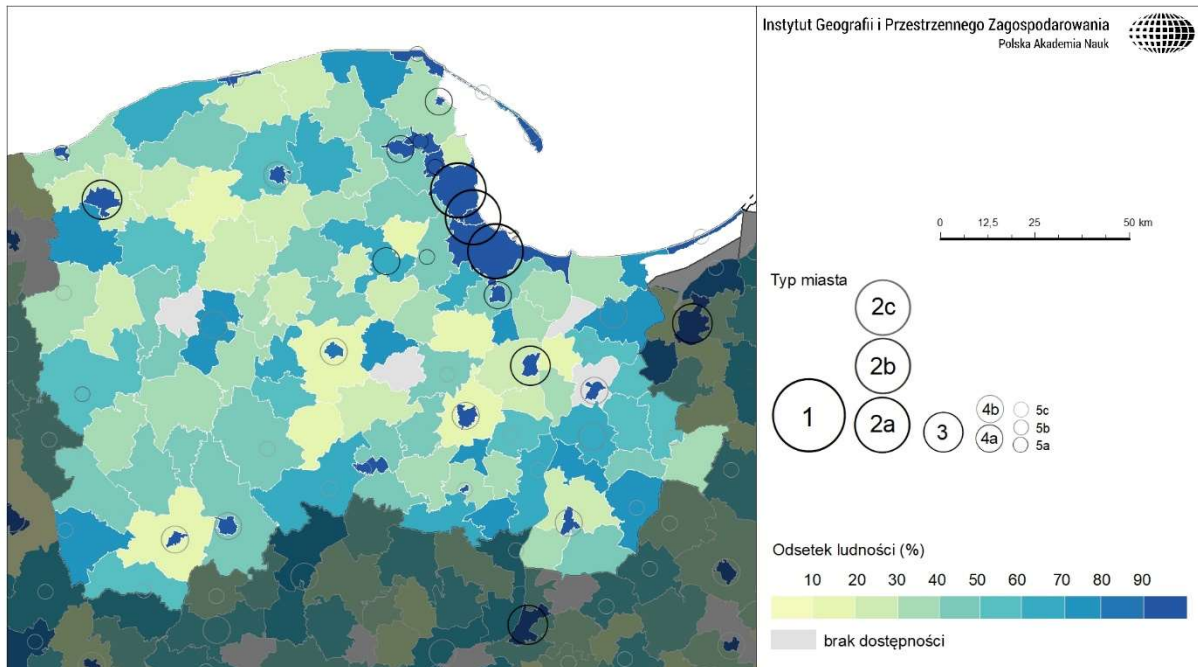 Instytut Geografii i Przestrzennego Zagospodarowania
Polska Akademia Nauk
0 12,5 25 50 km
Typ miasta
2c
2b
1 2a 3 4b 5c
4a 5b
5a
Odsetek ludności (%)
10 20 30 40 50 60 70 80 90
brak dostępności